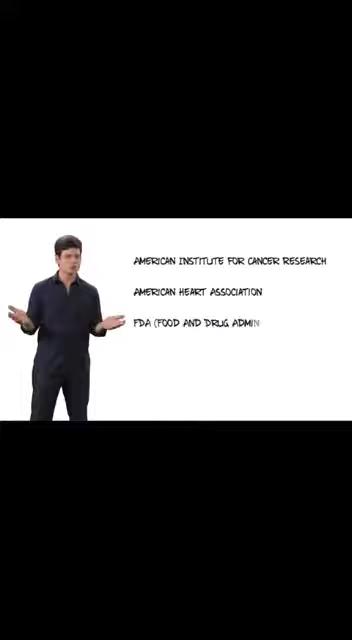 AMERICAN INSTITUTE FOR CANCER RESEARCH
AMERICAN HEART ASSOCIATION
FDA (FOOD AND DRUG ADMIN